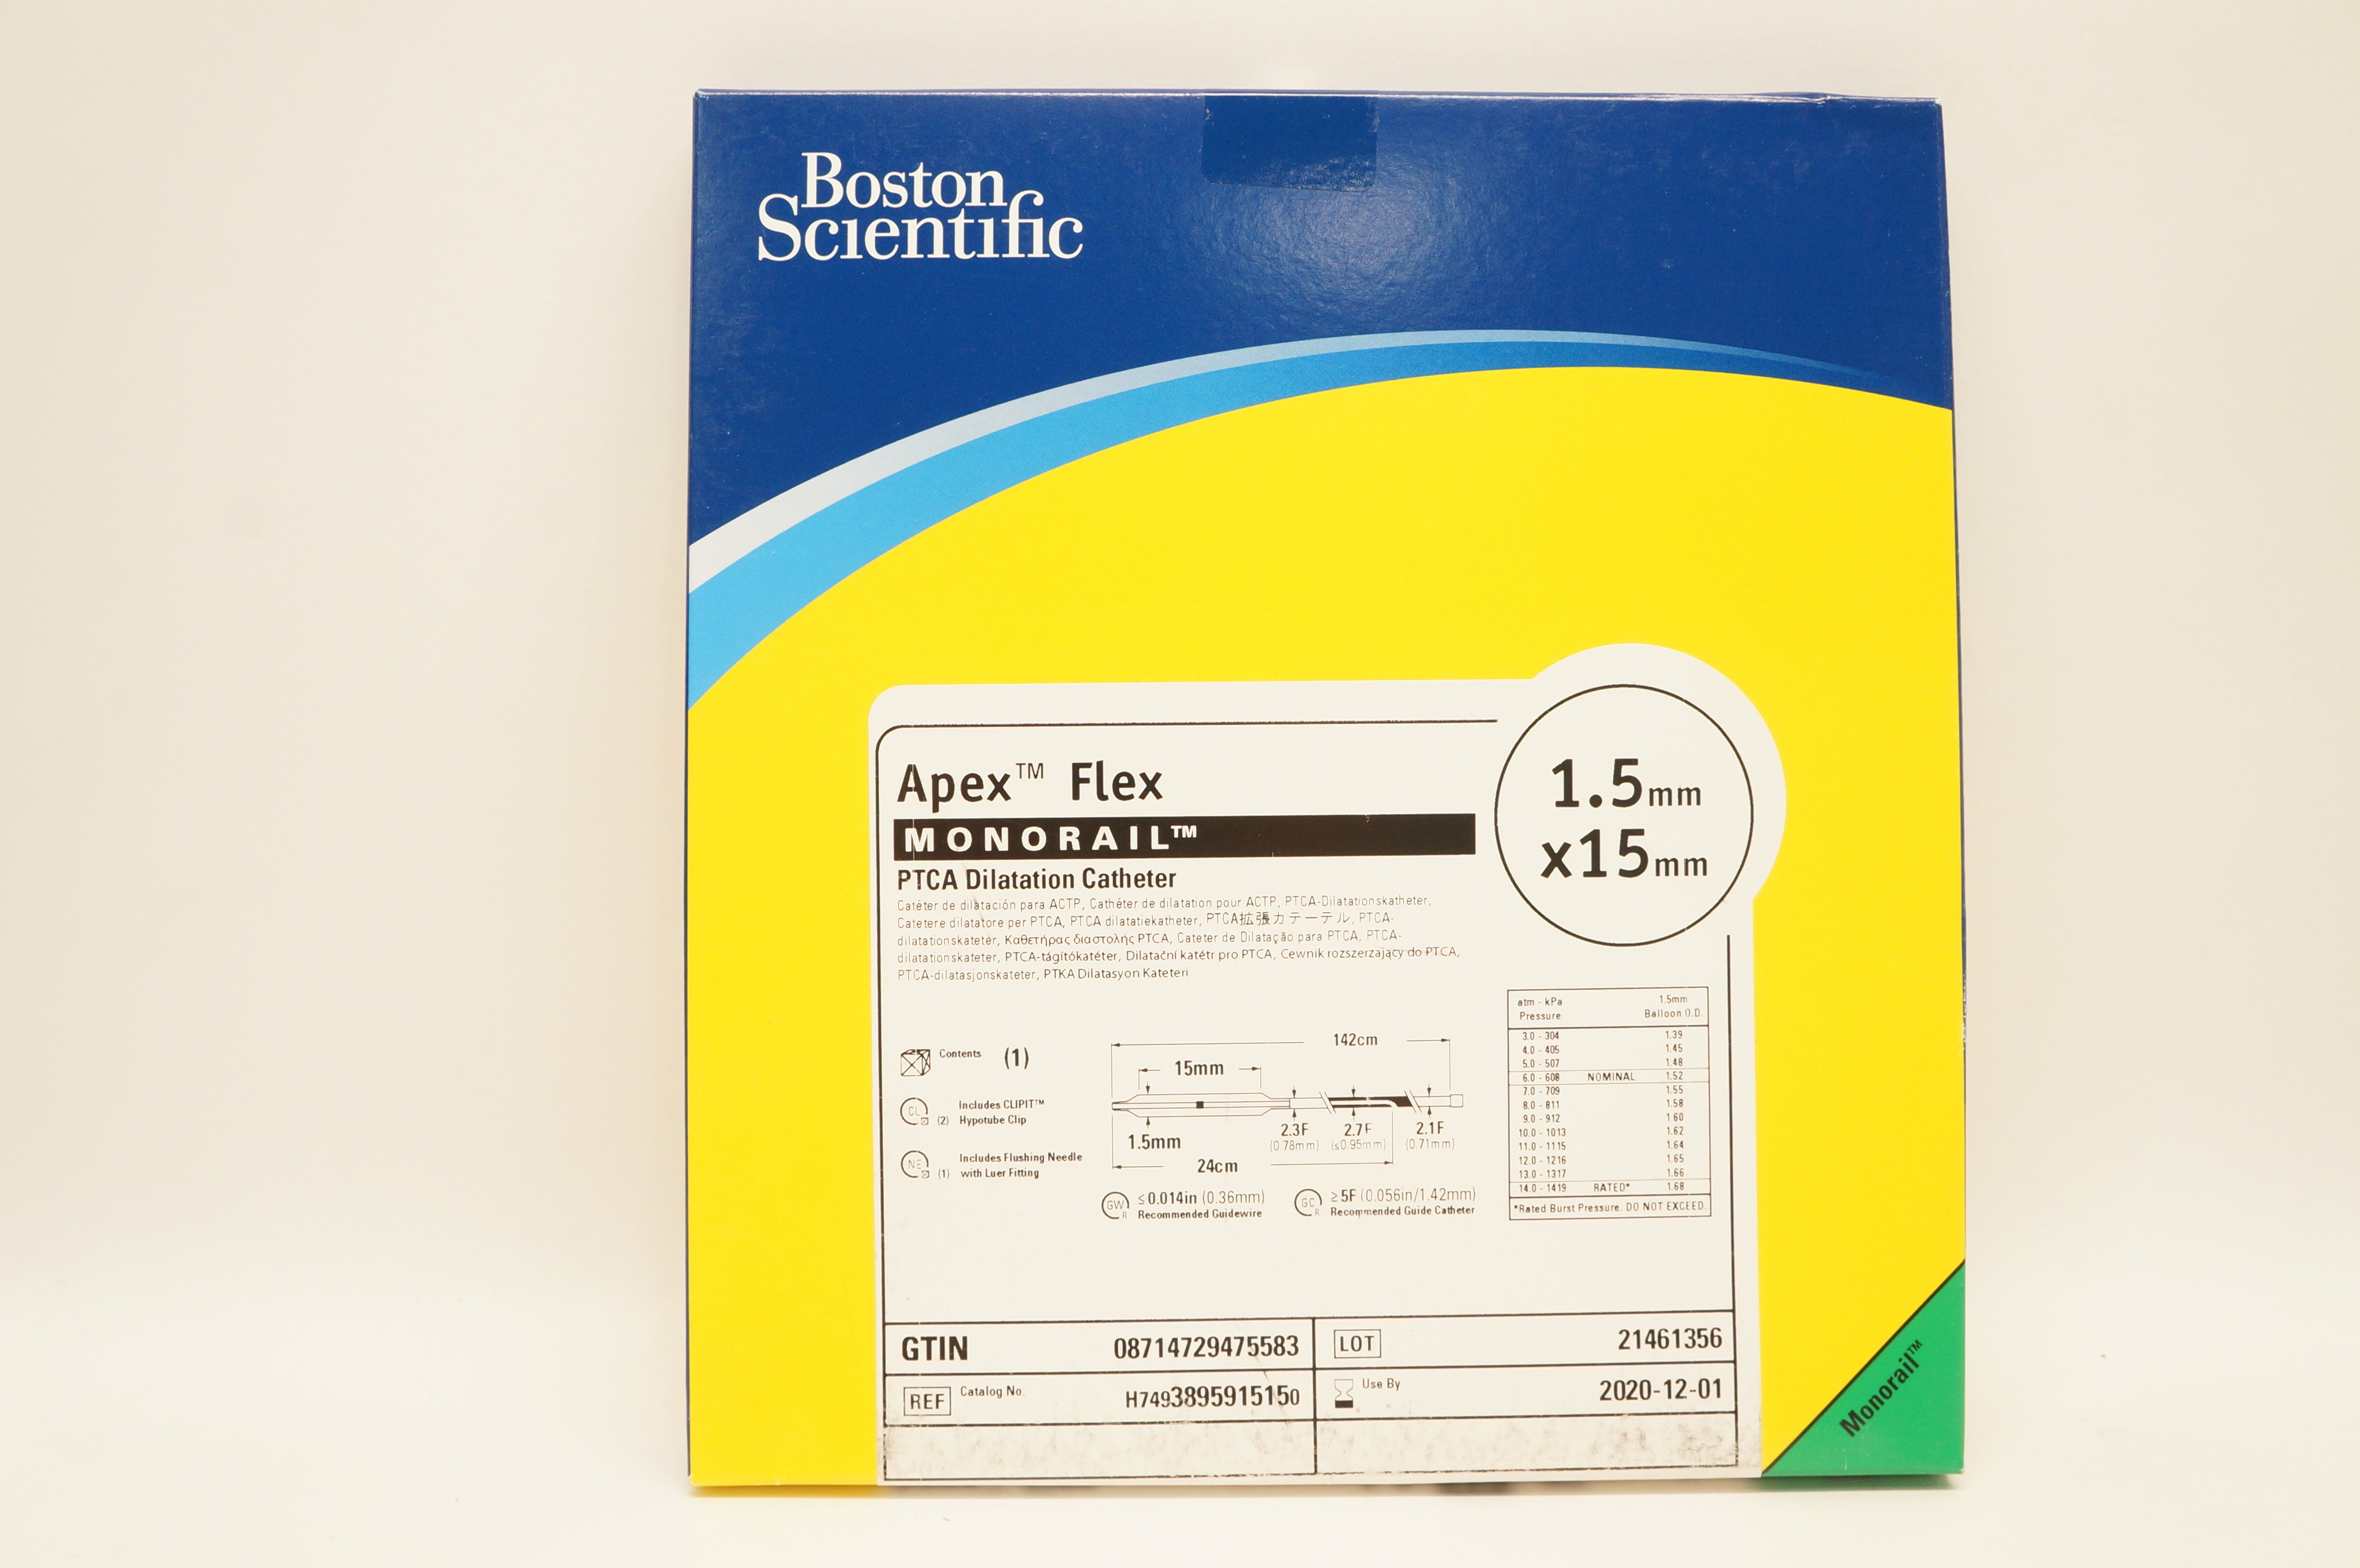 Boston
Scientific
Apex™ Flex
MONORAIL™
PTCA Dilatation Catheter
1.5mm
x15mm
Catéter de dilatación para ACTP, Cathéter de dilatation pour ACTP, PTCA-Dilatationskatheter,
Catetere dilatatore per PTCA, PTCA dilatatiekatheter, PTCA拡張カテーテル, PTCA-
dilatationskateter, Καθετήρας διαστολής PTCA, Cateter de Dilatação para PTCA, PTCA-
dilatationskateter, PTCA-tágítókatéter, Dilatační katétr pro PTCA, Cewnik rozszerzający do PTCA,
PTCA-dilatasjonskateter, PTKA Dilatasyon Kateteri
Contents (1)
CL (2) Includes CLIPIT™
Hypotube Clip
NE (1) Includes Flushing Needle
with Luer Fitting
142cm
15mm
1.5mm
2.3F 2.7F 2.1F
(0.78mm) (≤0.95mm) (0.71mm)
24cm
GW R ≤0.014in (0.36mm)
Recommended Guidewire
GC R ≥5F (0.056in/1.42mm)
Recommended Guide Catheter
atm - kPa 1.5mm
Pressure Balloon O.D.
3.0 - 304 1.39
4.0 - 405 1.45
5.0 - 507 1.48
6.0 - 608 NOMINAL 1.52
7.0 - 709 1.55
8.0 - 811 1.58
9.0 - 912 1.60
10.0 - 1013 1.62
11.0 - 1115 1.64
12.0 - 1216 1.65
13.0 - 1317 1.66
14.0 - 1419 RATED* 1.68
*Rated Burst Pressure. DO NOT EXCEED.
GTIN 08714729475583
LOT 21461356
REF Catalog No. H7493895915150
Use By 2020-12-01
Monorail™